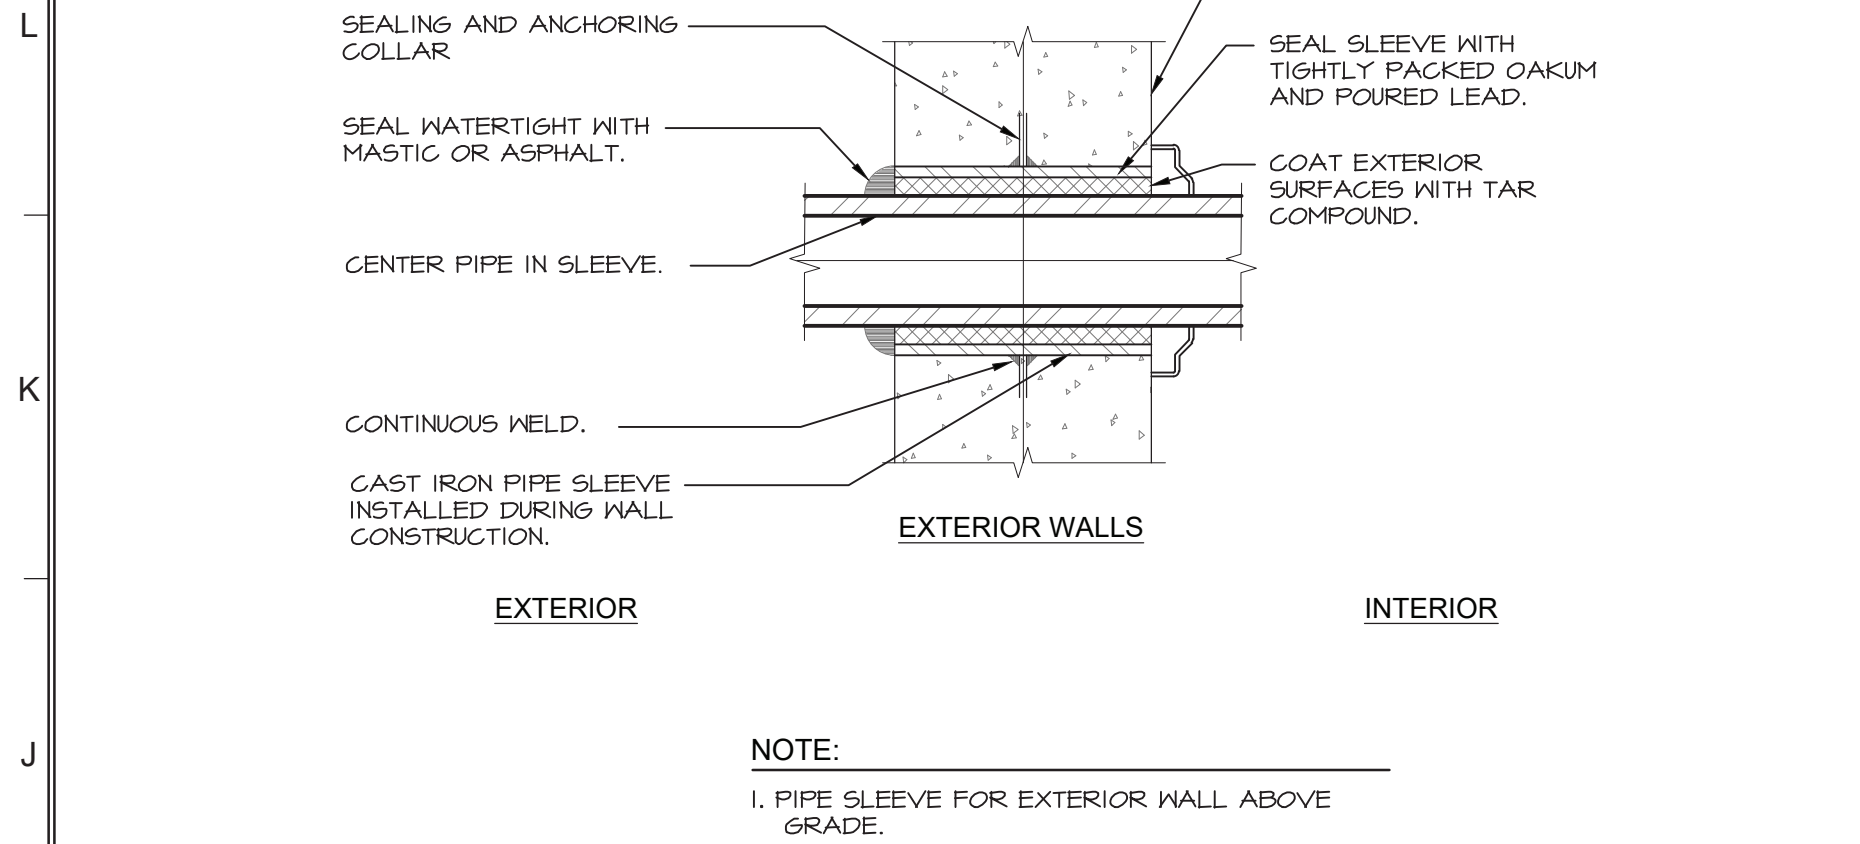 L
SEALING AND ANCHORING
COLLAR
SEAL SLEEVE WITH
TIGHTLY PACKED OAKUM
AND POURED LEAD.
SEAL WATERTIGHT WITH
MASTIC OR ASPHALT.
COAT EXTERIOR
SURFACES WITH TAR
COMPOUND.
CENTER PIPE IN SLEEVE.
K
CONTINUOUS WELD.
CAST IRON PIPE SLEEVE
INSTALLED DURING WALL
CONSTRUCTION.
EXTERIOR WALLS
EXTERIOR
INTERIOR
J
NOTE:
1. PIPE SLEEVE FOR EXTERIOR WALL ABOVE
GRADE.